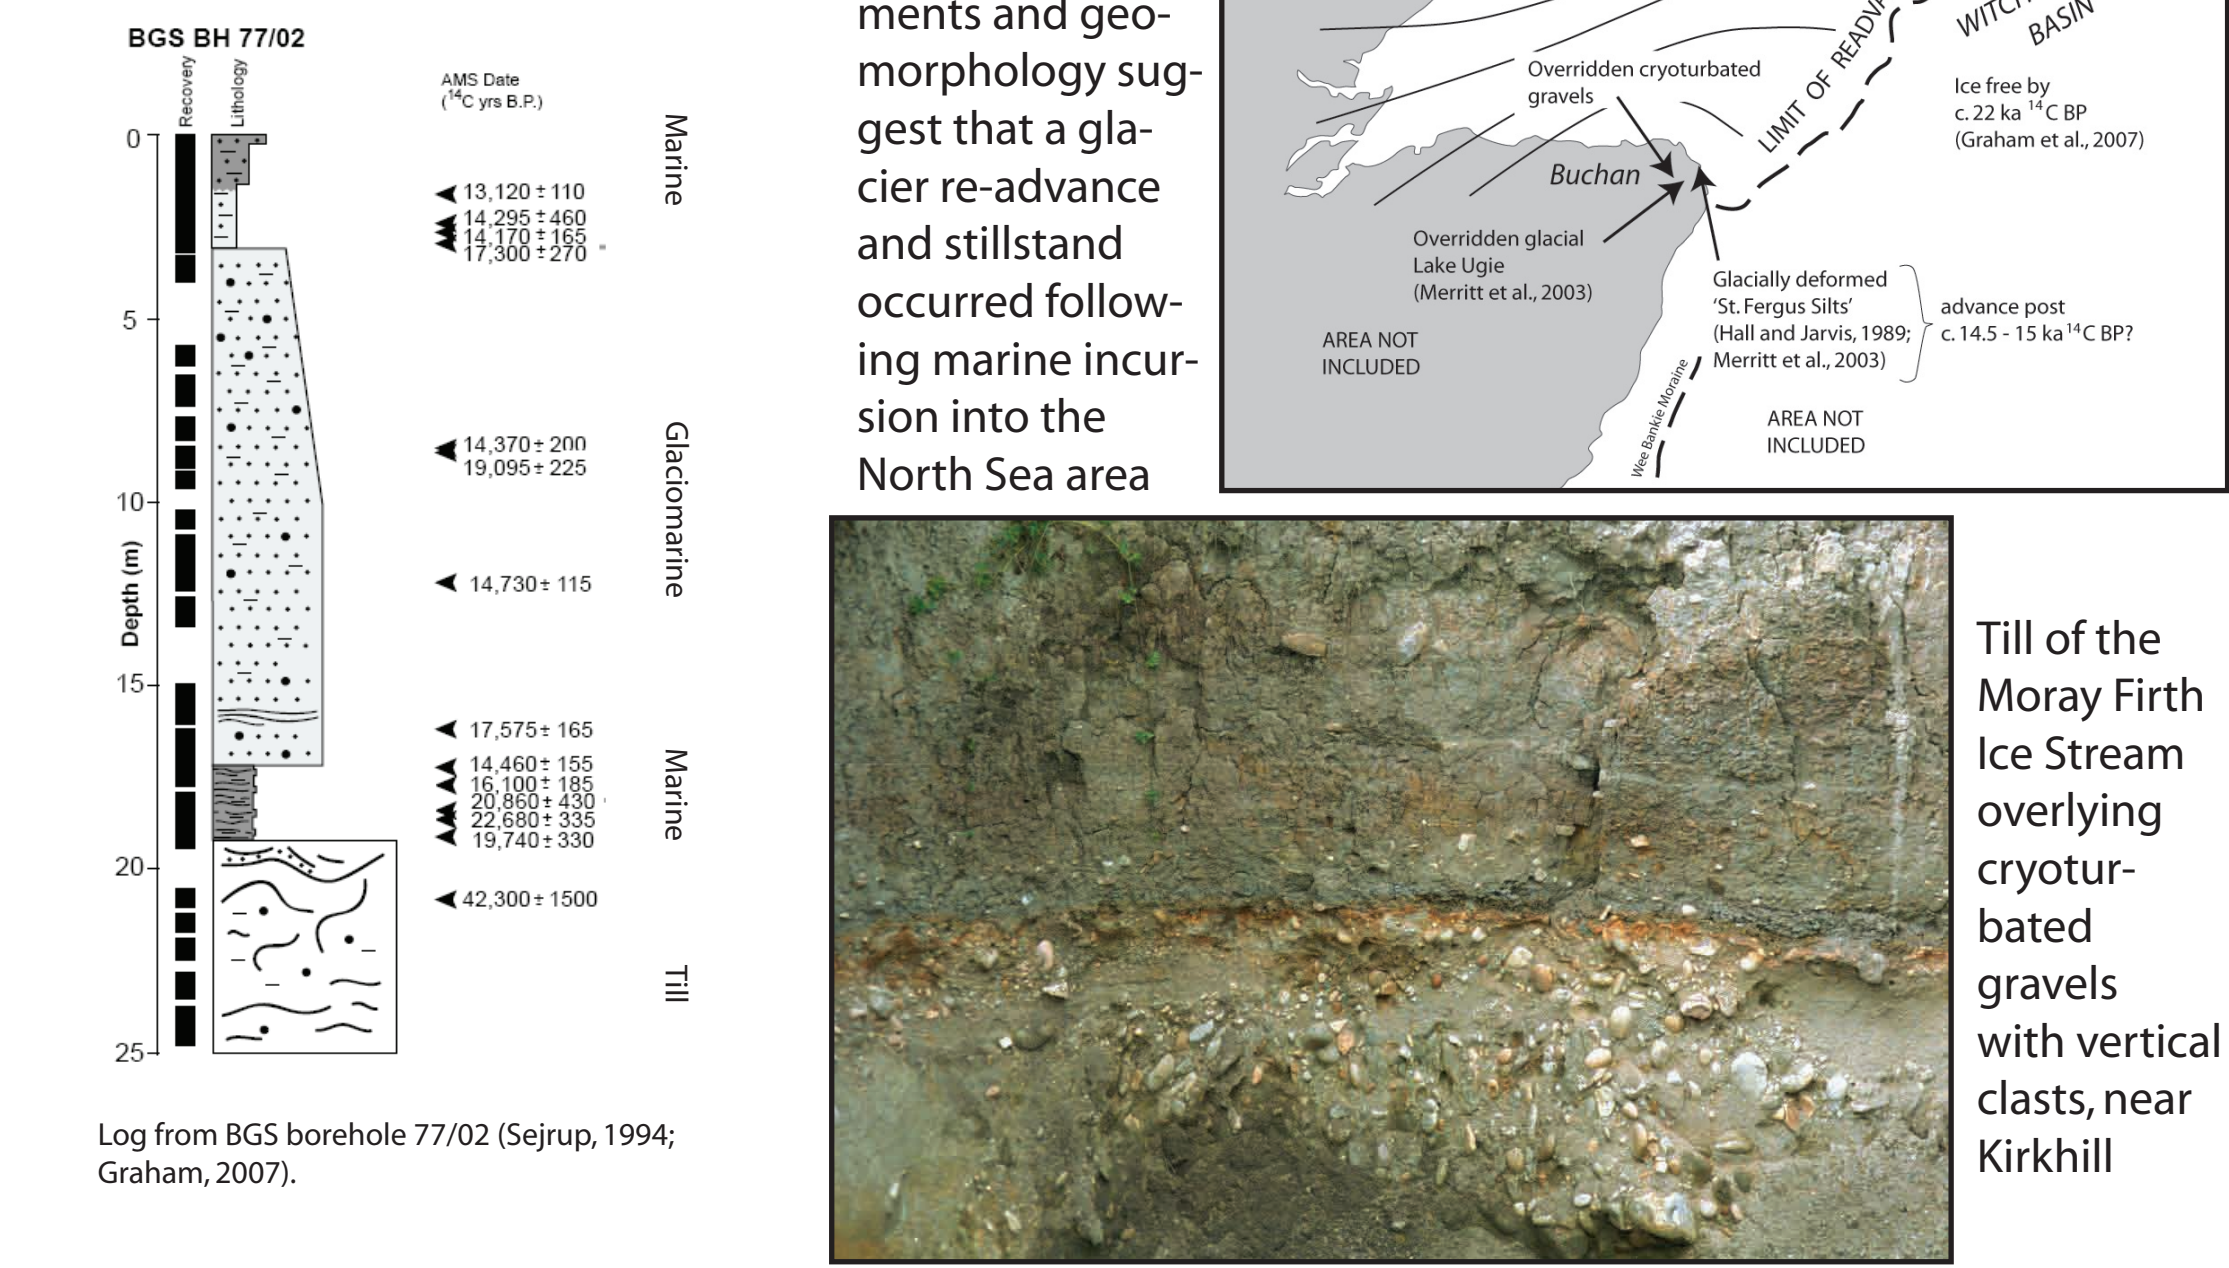 BGS BH 77/02
Recovery
Lithology
AMS Date
(14C yrs B.P.)
0
5
10
15
20
25
Depth (m)
13,120 ± 110
14,295 ± 460
14,170 ± 165
17,300 ± 270
14,370 ± 200
19,095 ± 225
14,730 ± 115
17,575 ± 165
14,460 ± 155
16,100 ± 185
20,860 ± 430
22,680 ± 335
19,740 ± 330
42,300 ± 1500
Marine
Glaciomarine
Marine
Till
Log from BGS borehole 77/02 (Sejrup, 1994;
Graham, 2007).
ments and geo-
morphology sug-
gest that a gla-
cier re-advance
and stillstand
occurred follow-
ing marine incur-
sion into the
North Sea area
Overridden cryoturbated
gravels
LIMIT OF
BASIN
Ice free by
c. 22 ka 14C BP
(Graham et al., 2007)
Buchan
Overridden glacial
Lake Ugie
(Merritt et al., 2003)
Glacially deformed
‘St. Fergus Silts’
(Hall and Jarvis, 1989;
Merritt et al., 2003)
advance post
c. 14.5 - 15 ka 14C BP?
AREA NOT
INCLUDED
Wee Bankie Moraine
AREA NOT
INCLUDED
Till of the
Moray Firth
Ice Stream
overlying
cryotur-
bated
gravels
with vertical
clasts, near
Kirkhill